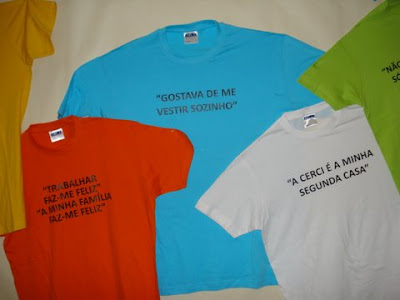 "GOSTAVA DE ME
VESTIR SOZINHO"
"NÃO
SÓ
"TRABALHAR
FAZ-ME FELIZ"
"A MINHA FAMÍLIA
FAZ-ME FELIZ"
"A CERCI É A MINHA
SEGUNDA CASA"